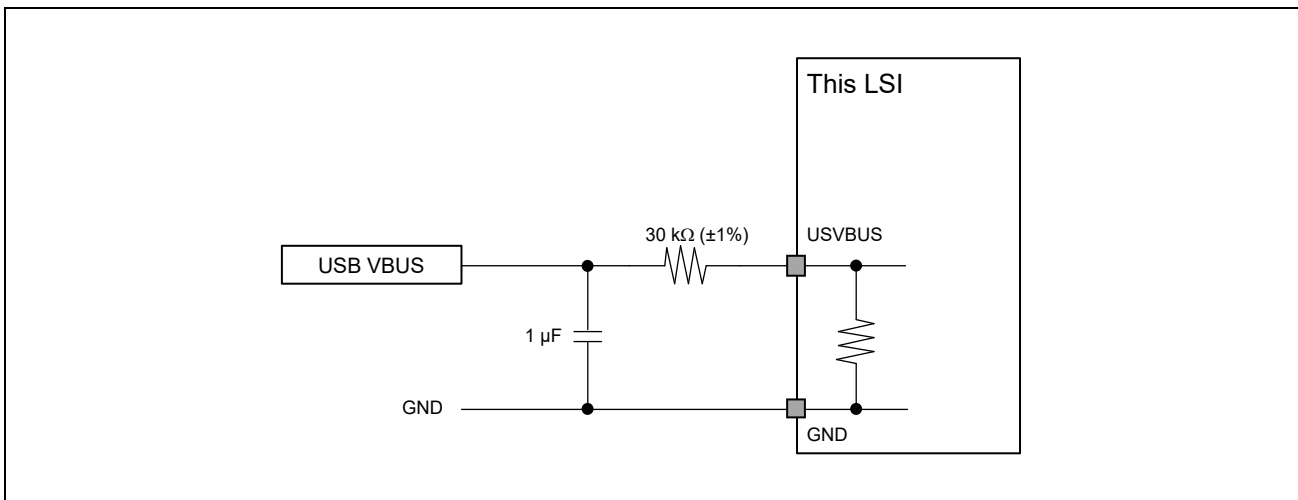 This LSI
30 kΩ (±1%)
USVBUS
USB VBUS
1 µF
GND
GND